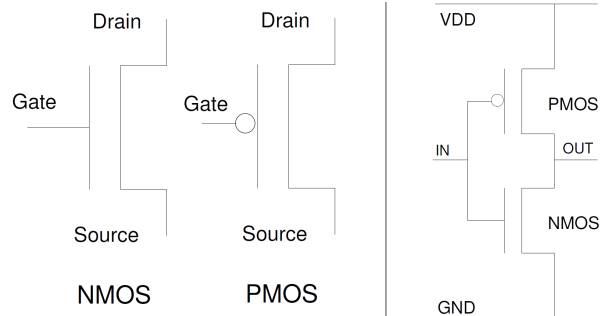 Drain
Gate
Source
NMOS
Drain
Gate
Source
PMOS
VDD
PMOS
IN
OUT
NMOS
GND